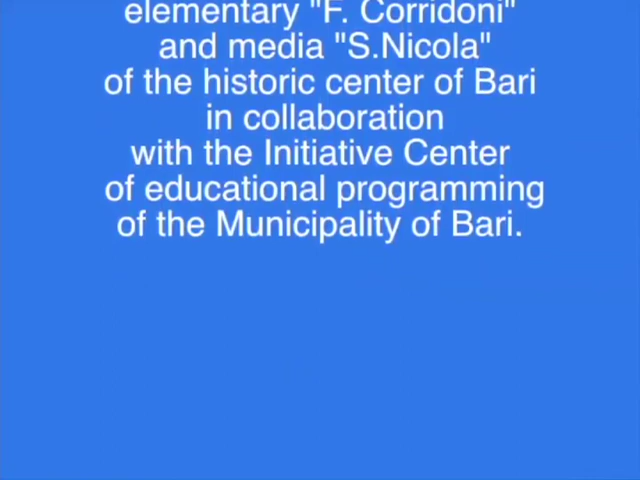 elementary "F. Corridoni"
and media "S.Nicola"
of the historic center of Bari
in collaboration
with the Initiative Center
of educational programming
of the Municipality of Bari.